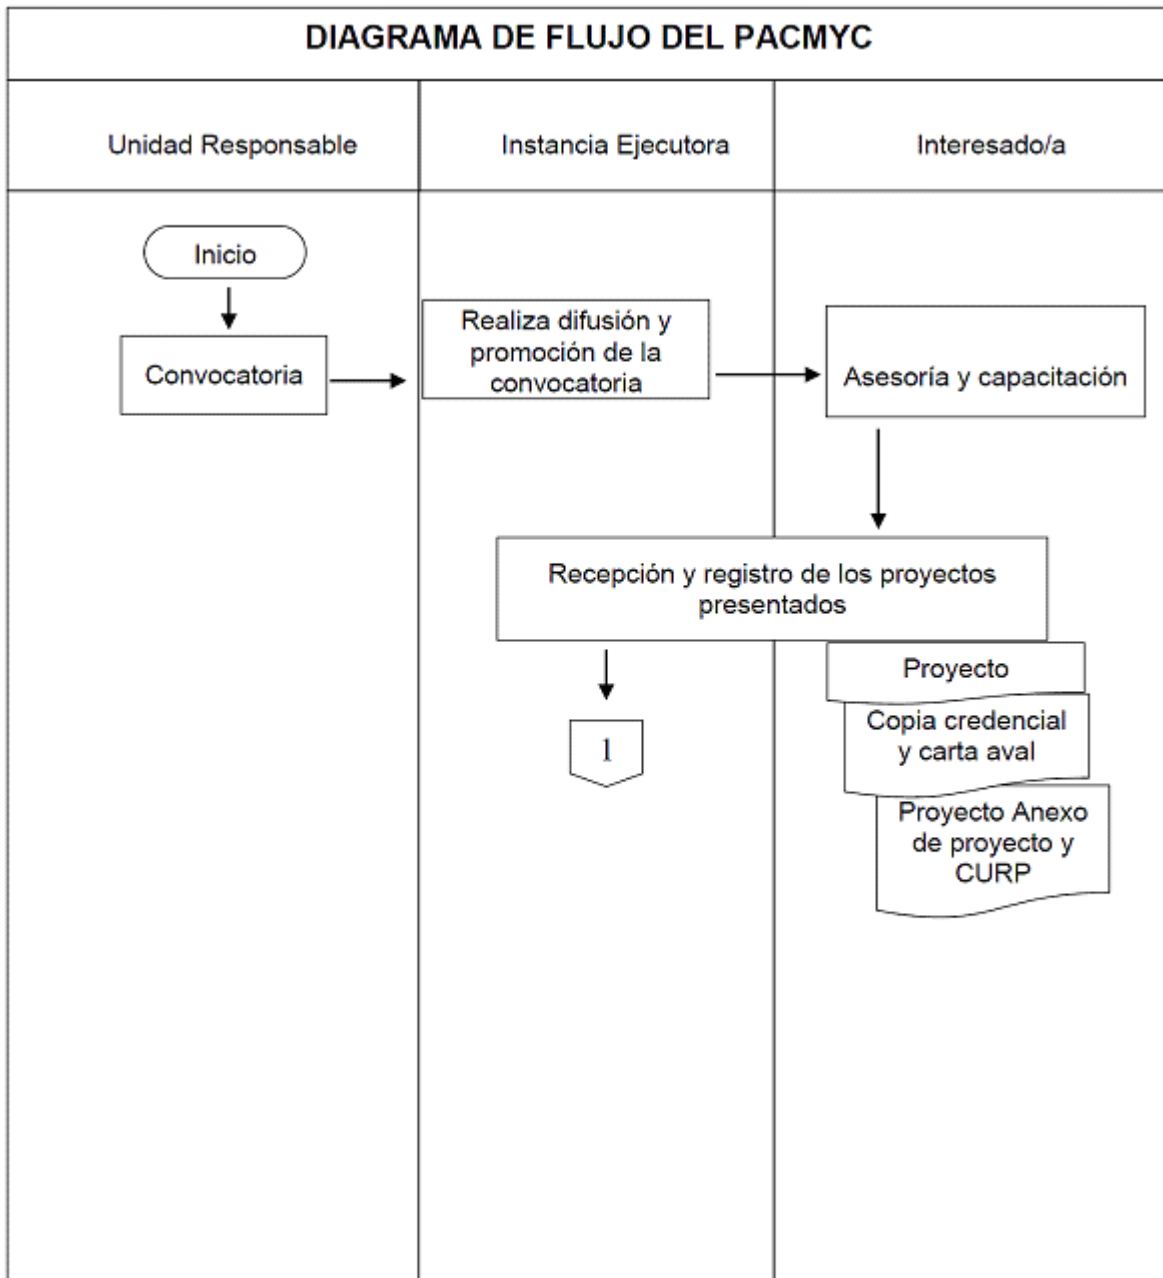 DIAGRAMA DE FLUJO DEL PACMYC
Unidad Responsable
Instancia Ejecutora
Interesado/a
Inicio
Convocatoria
Realiza difusión y
promoción de la
convocatoria
Asesoría y capacitación
Recepción y registro de los proyectos
presentados
1
Proyecto
Copia credencial
y carta aval
Proyecto Anexo
de proyecto y
CURP